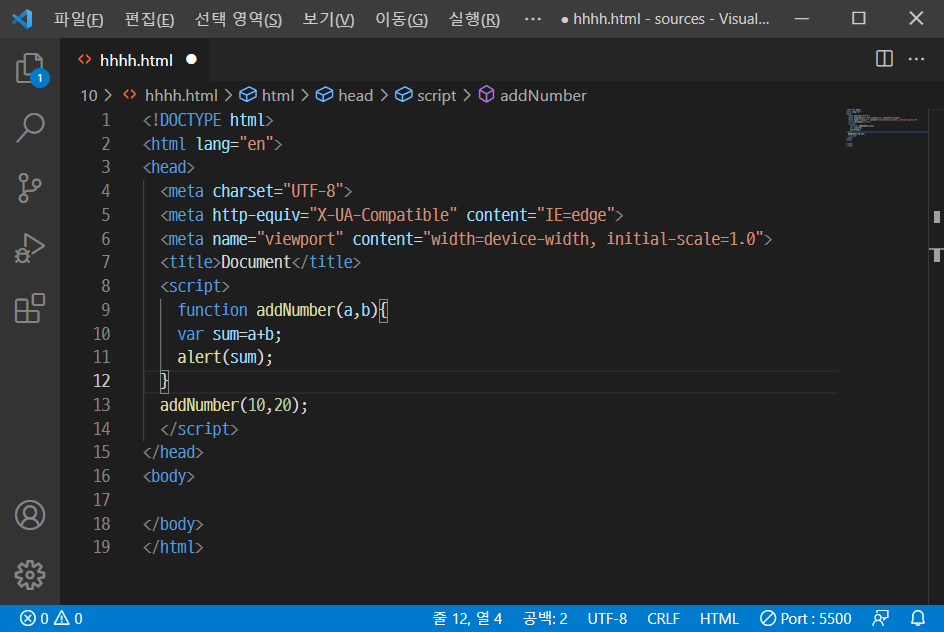 파일(F) 편집(E) 선택 영역(S) 보기(V) 이동(G) 실행(R) ··· ● hhhh.html - sources - Visual...
<> hhhh.html ●
10 > <> hhhh.html > html > head > script > addNumber
1 <!DOCTYPE html>
2 <html lang="en">
3 <head>
4 <meta charset="UTF-8">
5 <meta http-equiv="X-UA-Compatible" content="IE=edge">
6 <meta name="viewport" content="width=device-width, initial-scale=1.0">
7 <title>Document</title>
8 <script>
9 function addNumber(a,b){
10 var sum=a+b;
11 alert(sum);
12 }
13 addNumber(10,20);
14 </script>
15 </head>
16 <body>
17
18 </body>
19 </html>
1
0 0 줄 12, 열 4 공백: 2 UTF-8 CRLF HTML Port : 5500